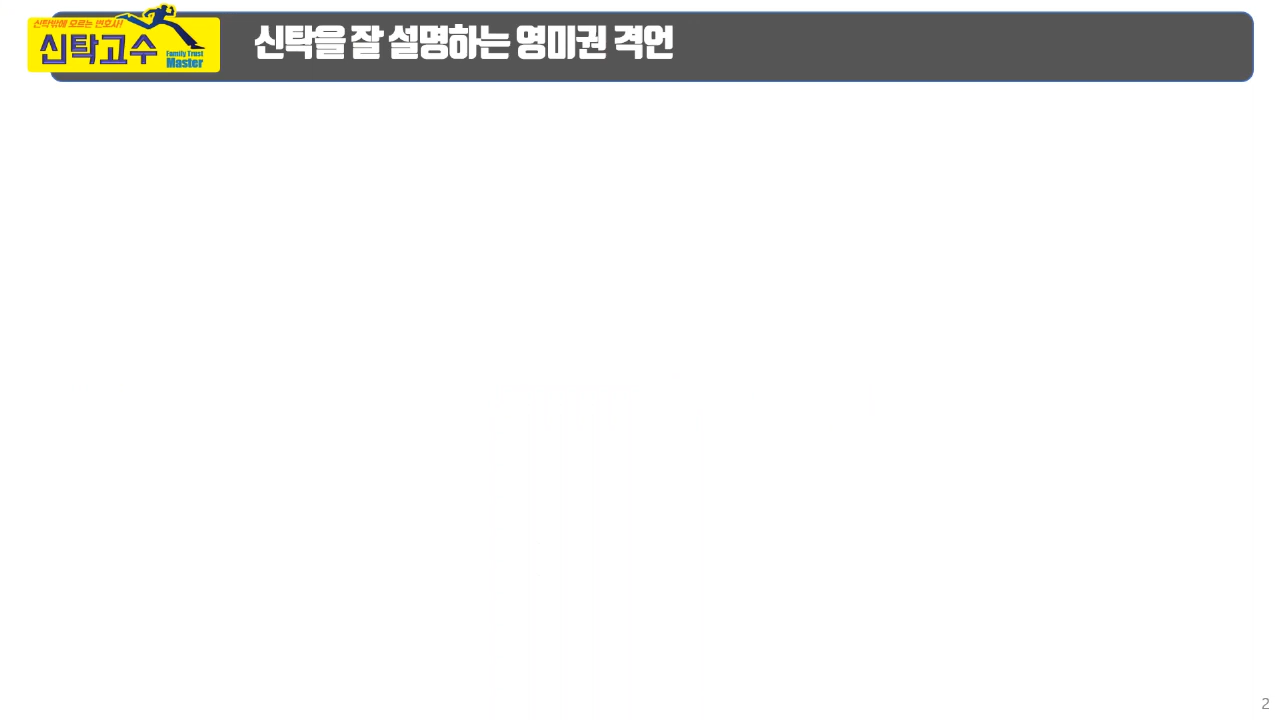 신탁밖에 모르는 변호사!
신탁고수
Family Trust
Master
신탁을 잘 설명하는 영미권 격언
2